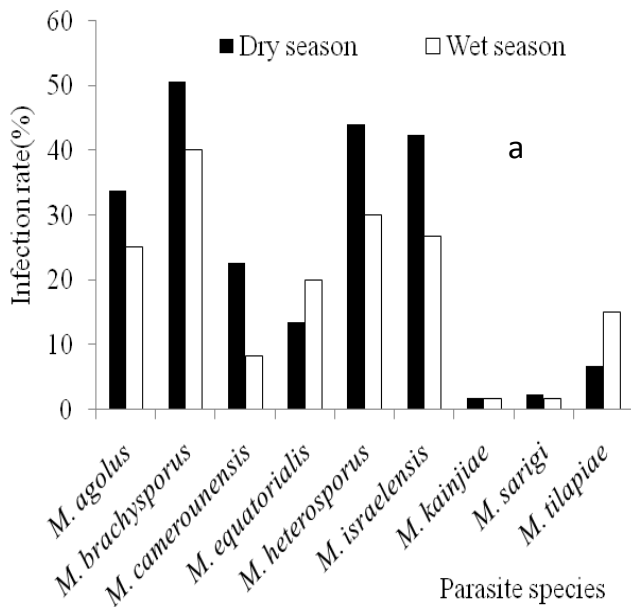 60
Dry season
Wet season
50
Infection rate(%)
40
a
30
20
10
0
M. agolus
M. brachysporus
M. camerounensis
M. equatorialis
M. heterosporus
M. israelensis
M. kainjiae
M. sarigi
M. tilapiae
Parasite species